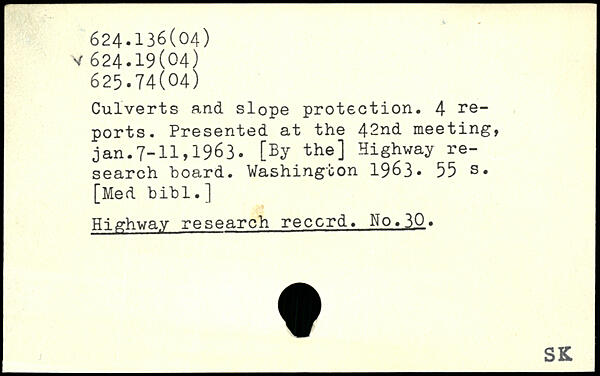 624.136(04)
√ 624.19(04)
625.74(04)
Culverts and slope protection. 4 re-
ports. Presented at the 42nd meeting,
jan.7-11,1963. [By the] Highway re-
search board. Washington 1963. 55 s.
[Med bibl.]
Highway research record. No.30.
SK